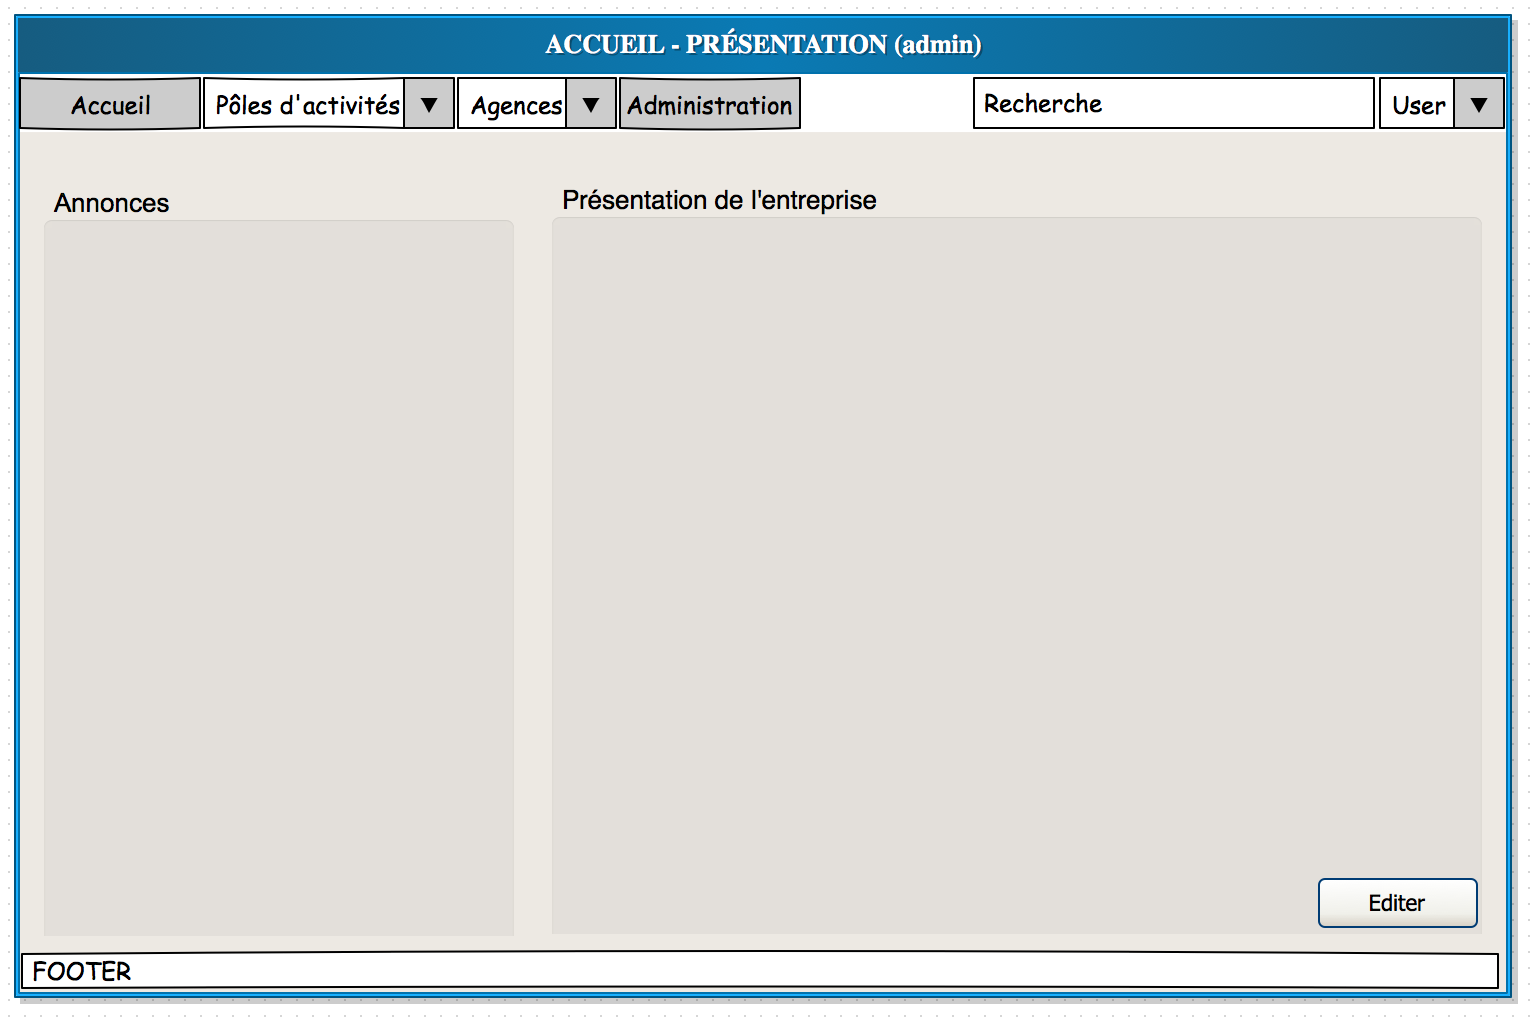 ACCUEIL - PRÉSENTATION (admin)
Accueil Pôles d'activités Agences Administration Recherche User
Annonces
Présentation de l'entreprise
Editer
FOOTER